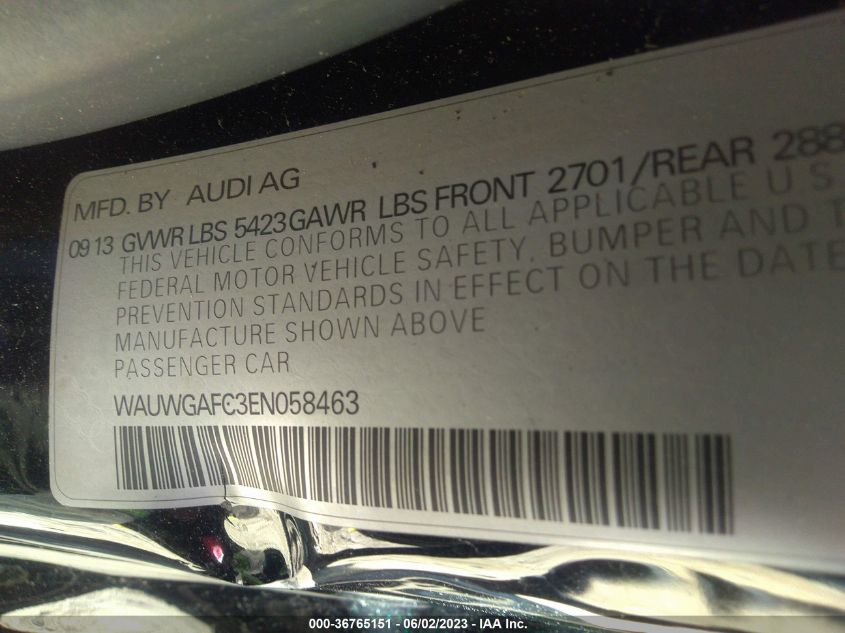 MFD. BY AUDI AG
09 13 GVWR LBS 5423 GAWR LBS FRONT 2701/REAR 288
THIS VEHICLE CONFORMS TO ALL APPLICABLE U S
FEDERAL MOTOR VEHICLE SAFETY, BUMPER AND
PREVENTION STANDARDS IN EFFECT ON THE DATE
MANUFACTURE SHOWN ABOVE
PASSENGER CAR
WAUWGAFC3EN058463
000-36765151 - 06/02/2023 - IAA Inc.